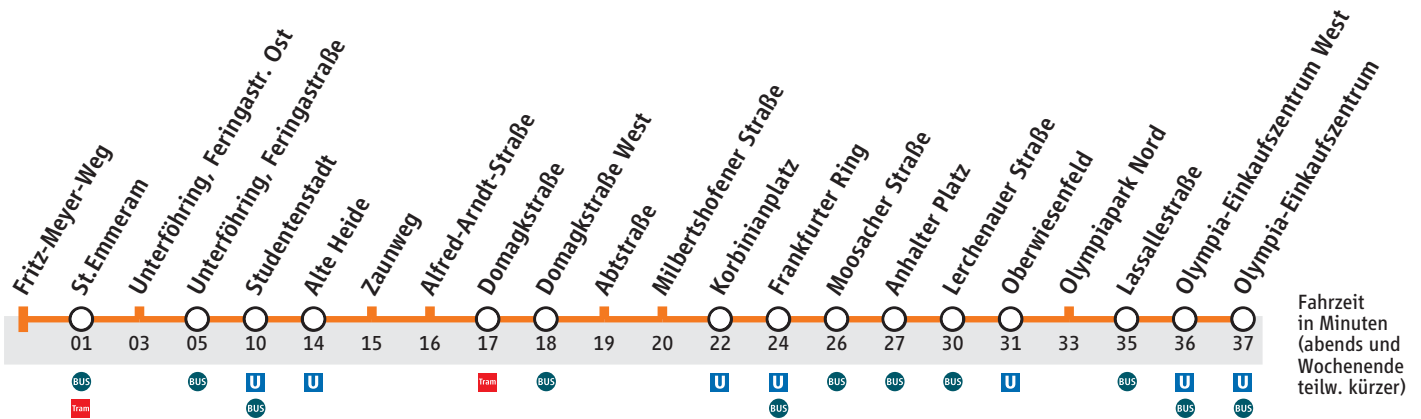 Fritz-Meyer-Weg
St.Emmeram
Unterföhring, Feringastr. Ost
Unterföhring, Feringastraße
Studentenstadt
Alte Heide
Zaunweg
Alfred-Arndt-Straße
Domagkstraße
Domagkstraße West
Abtstraße
Milbertshofener Straße
Korbinianplatz
Frankfurter Ring
Moosacher Straße
Anhalter Platz
Lerchenauer Straße
Oberwiesenfeld
Olympiapark Nord
Lassallestraße
Olympia-Einkaufszentrum West
Olympia-Einkaufszentrum
01 03 05 10 14 15 16 17 18 19 20 22 24 26 27 30 31 33 35 36 37
BUS BUS U U Tram BUS U U BUS BUS BUS U BUS U U
Tram BUS BUS BUS BUS
Fahrzeit
in Minuten
(abends und
Wochenende
teilw. kürzer)